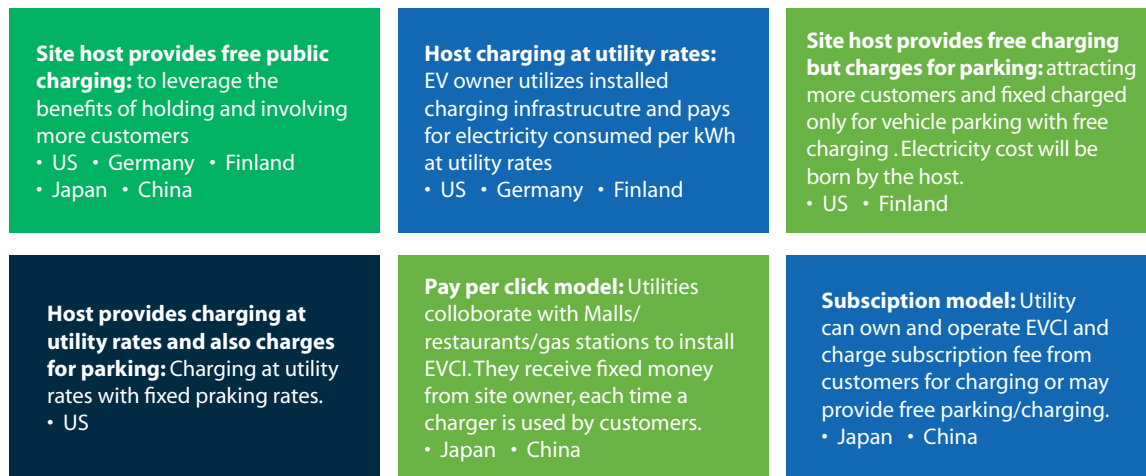 Site host provides free public
charging: to leverage the
benefits of holding and involving
more customers
• US • Germany • Finland
• Japan • China
Host charging at utility rates:
EV owner utilizes installed
charging infrastrucutre and pays
for electricity consumed per kWh
at utility rates
• US • Germany • Finland
Site host provides free charging
but charges for parking: attracting
more customers and fixed charged
only for vehicle parking with free
charging . Electricity cost will be
born by the host.
• US • Finland
Host provides charging at
utility rates and also charges
for parking: Charging at utility
rates with fixed praking rates.
• US
Pay per click model: Utilities
colloborate with Malls/
restaurants/gas stations to install
EVCI. They receive fixed money
from site owner, each time a
charger is used by customers.
• Japan • China
Subsciption model: Utility
can own and operate EVCI and
charge subscription fee from
customers for charging or may
provide free parking/charging.
• Japan • China